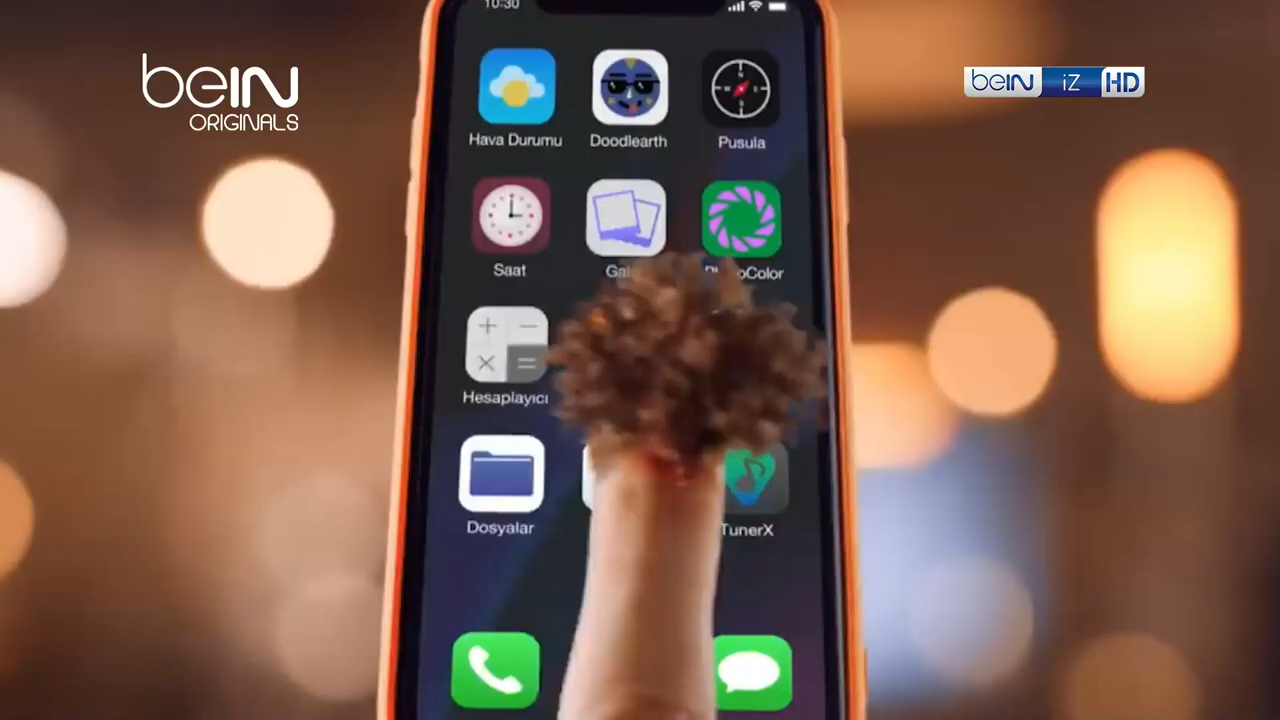 10:30
beIN
ORIGINALS
beIN iZ HD
Hava Durumu
Doodlearth
Pusula
Saat
Hesaplayıcı
Dosyalar
TunerX